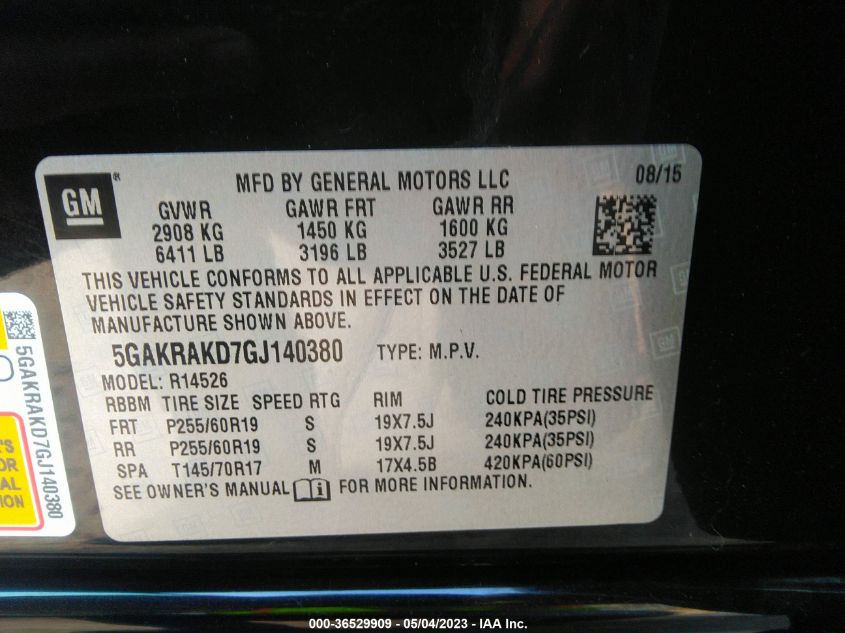 GM®
MFD BY GENERAL MOTORS LLC 08/15
GVWR GAWR FRT GAWR RR
2908 KG 1450 KG 1600 KG
6411 LB 3196 LB 3527 LB
THIS VEHICLE CONFORMS TO ALL APPLICABLE U.S. FEDERAL MOTOR
VEHICLE SAFETY STANDARDS IN EFFECT ON THE DATE OF
MANUFACTURE SHOWN ABOVE.
5GAKRAKD7GJ140380 TYPE: M.P.V.
MODEL: R14526
RBBM TIRE SIZE SPEED RTG RIM COLD TIRE PRESSURE
FRT P255/60R19 S 19X7.5J 240KPA(35PSI)
RR P255/60R19 S 19X7.5J 240KPA(35PSI)
SPA T145/70R17 M 17X4.5B 420KPA(60PSI)
SEE OWNER'S MANUAL FOR MORE INFORMATION.
5GAKRAKD7GJ140380
000-36529909 - 05/04/2023 - IAA Inc.